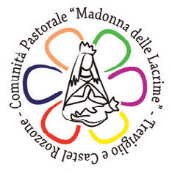 Comunità Pastorale "Madonna delle Lacrime" - Treviglio e Castel Rozzone -